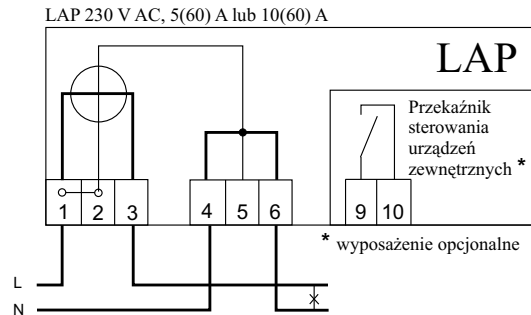 LAP 230 V AC, 5(60) A lub 10(60) A
LAP
Przekaźnik
sterowania
urządzeń
zewnętrznych *
1 2 3 4 5 6 9 10
* wyposażenie opcjonalne
L
N